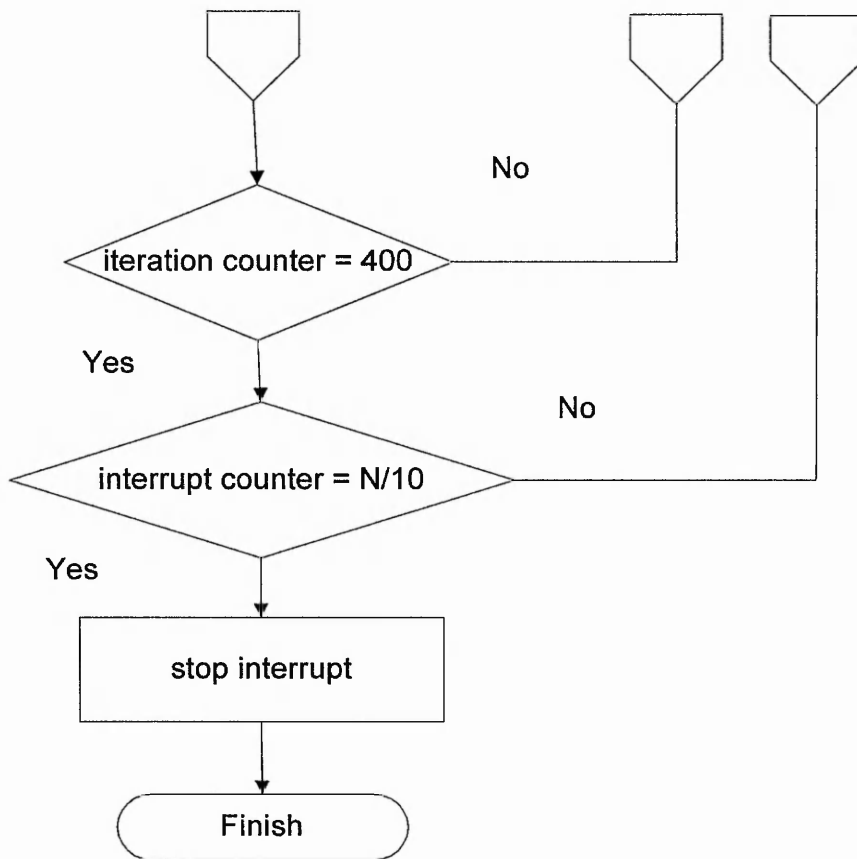 No
iteration counter = 400
Yes
No
interrupt counter = N/10
Yes
stop interrupt
Finish